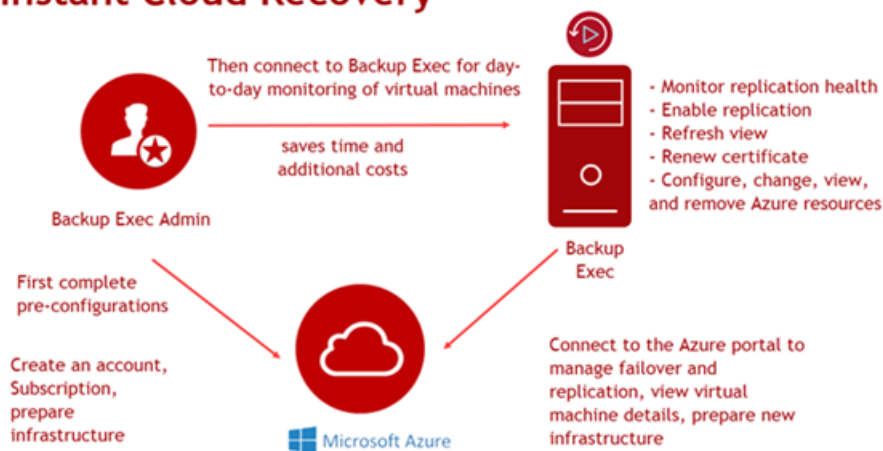 Instant Cloud Recovery
Then connect to Backup Exec for day-
to-day monitoring of virtual machines
saves time and
additional costs
- Monitor replication health
- Enable replication
- Refresh view
- Renew certificate
- Configure, change, view,
and remove Azure resources
Backup Exec Admin
Backup
Exec
First complete
pre-configurations
Create an account,
Subscription,
prepare
infrastructure
Microsoft Azure
Connect to the Azure portal to
manage failover and
replication, view virtual
machine details, prepare new
infrastructure